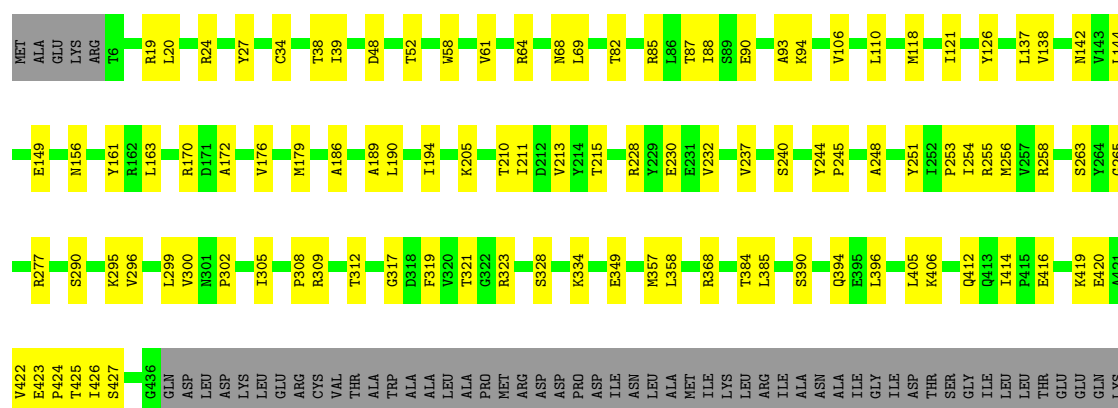 MET ALA GLU LYS ARG T6 R19 L20 R24 Y27 C34 T38 I39 D48 T52 W58 V61 R64 N68 L69 T82 R85 L86 T87 I88 S89 E90 A93 K94 V106 L110 M118 I121 Y126 L137 V138 N142 V143
E149 N156 Y161 R162 L163 R170 D171 A172 V176 M179 A186 A189 L190 I194 K205 T210 I211 D212 V213 Y214 T215 R228 Y229 E230 E231 V232 V237 S240 Y244 P245 A248 Y251 I252 P253 I254 R255 M256 V257 R258 S263 Y264 G265
R277 S290 K295 V296 L299 V300 N301 P302 I305 P308 R309 T312 G317 D318 F319 V320 T321 G322 R323 S328 K334 E349 M357 L358 R368 T384 L385 S390 Q394 E395 L396 L405 K406 Q412 Q413 I414 P415 E416 K419 E420
V422 E423 P424 T425 I426 S427 G436 GLN ASP LEU ASP LYS LEU GLU ARG CYS VAL THR ALA TRP ALA ALA LEU ALA PRO MET ARG ASP ASP PRO ASP ILE ASN LEU ALA MET ILE LYS LEU ARG ILE ALA ASN ALA ILE GLY ILE ASP THR SER GLY ILE LEU LEU THR GLU GLU GLN